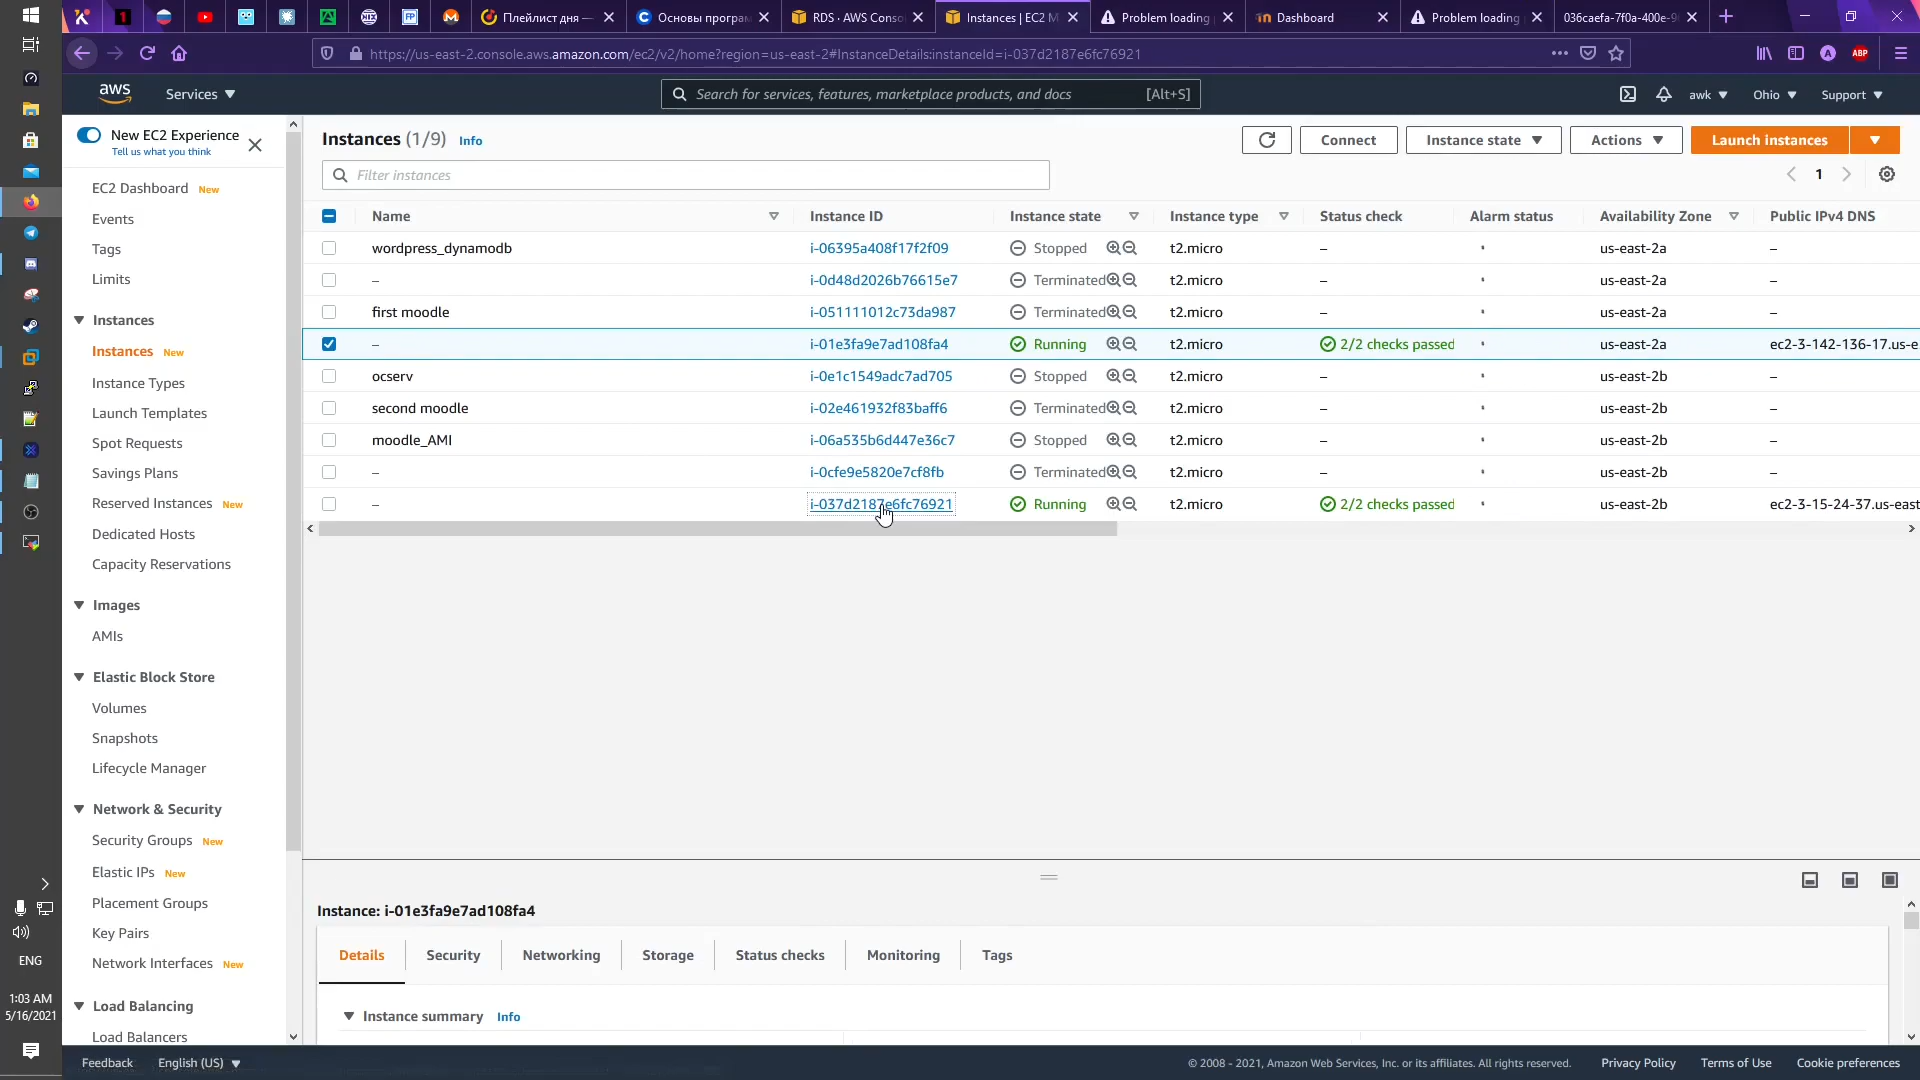 Плейлист дня —
Основы програм
RDS · AWS Conso
Instances | EC2 M
Problem loading
Dashboard
Problem loading
036caefa-7f0a-400e-9
https://us-east-2.console.aws.amazon.com/ec2/v2/home?region=us-east-2#InstanceDetails:instanceId=i-037d2187e6fc76921
aws
Services
Search for services, features, marketplace products, and docs [Alt+S]
awk
Ohio
Support
New EC2 Experience
Tell us what you think
EC2 Dashboard New
Events
Tags
Limits
Instances
Instances New
Instance Types
Launch Templates
Spot Requests
Savings Plans
Reserved Instances New
Dedicated Hosts
Capacity Reservations
Images
AMIs
Elastic Block Store
Volumes
Snapshots
Lifecycle Manager
Network & Security
Security Groups New
Elastic IPs New
Placement Groups
Key Pairs
Network Interfaces New
Load Balancing
Load Balancers
Instances (1/9) Info
Connect
Instance state
Actions
Launch instances
Filter instances
1
Name Instance ID Instance state Instance type Status check Alarm status Availability Zone Public IPv4 DNS
wordpress_dynamodb i-06395a408f17f2f09 Stopped t2.micro – us-east-2a –
– i-0d48d2026b76615e7 Terminated t2.micro – us-east-2a –
first moodle i-051111012c73da987 Terminated t2.micro – us-east-2a –
– i-01e3fa9e7ad108fa4 Running t2.micro 2/2 checks passed us-east-2a ec2-3-142-136-17.us-e
ocserv i-0e1c1549adc7ad705 Stopped t2.micro – us-east-2b –
second moodle i-02e461932f83baff6 Terminated t2.micro – us-east-2b –
moodle_AMI i-06a535b6d447e36c7 Stopped t2.micro – us-east-2b –
– i-0cfe9e5820e7cf8fb Terminated t2.micro – us-east-2b –
– i-037d2187e6fc76921 Running t2.micro 2/2 checks passed us-east-2b ec2-3-15-24-37.us-east
Instance: i-01e3fa9e7ad108fa4
Details Security Networking Storage Status checks Monitoring Tags
Instance summary Info
ENG
1:03 AM
5/16/2021
Feedback
English (US)
© 2008 - 2021, Amazon Web Services, Inc. or its affiliates. All rights reserved.
Privacy Policy
Terms of Use
Cookie preferences